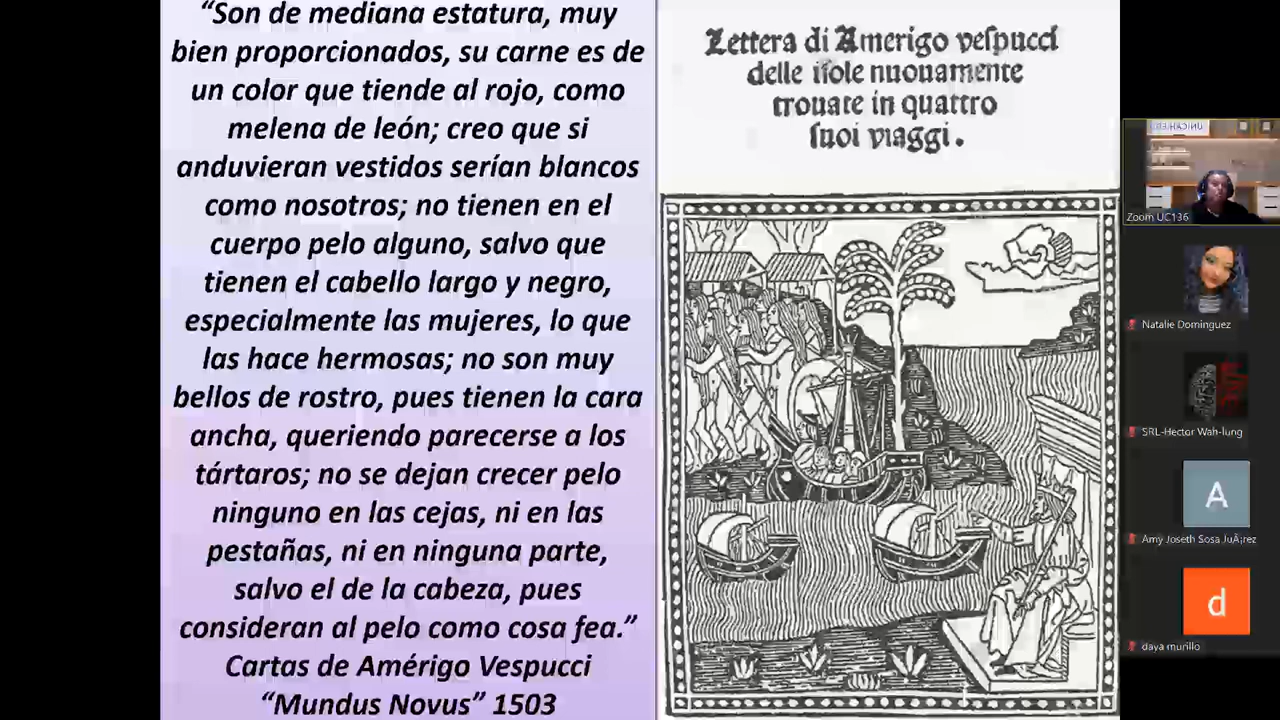 “Son de mediana estatura, muy
bien proporcionados, su carne es de
un color que tiende al rojo, como
melena de león; creo que si
anduvieran vestidos serían blancos
como nosotros; no tienen en el
cuerpo pelo alguno, salvo que
tienen el cabello largo y negro,
especialmente las mujeres, lo que
las hace hermosas; no son muy
bellos de rostro, pues tienen la cara
ancha, queriendo parecerse a los
tártaros; no se dejan crecer pelo
ninguno en las cejas, ni en las
pestañas, ni en ninguna parte,
salvo el de la cabeza, pues
consideran al pelo como cosa fea.”
Cartas de Amérigo Vespucci
“Mundus Novus” 1503
Lettera di Amerigo veſpucci
delle iſole nuouamente
trouate in quattro
ſuoi viaggi.
Zoom UC136
Natalie Dominguez
SRL-Hector Wah-lung
A
Amy Joseth Sosa JuÃ¡rez
d
daya murillo